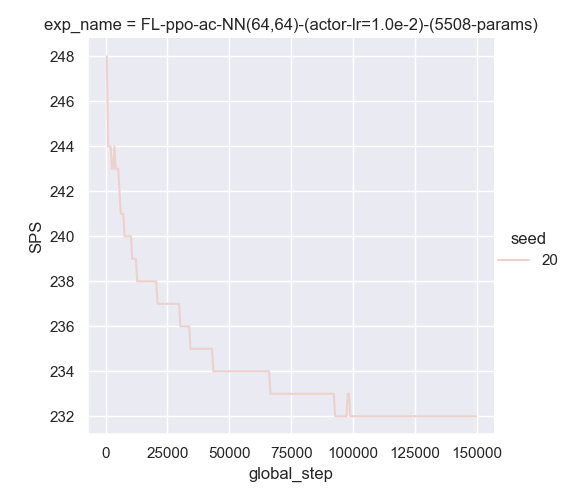 exp_name = FL-ppo-ac-NN(64,64)-(actor-lr=1.0e-2)-(5508-params)
248
246
244
242
240
238
236
234
232
SPS
0 25000 50000 75000 100000 125000 150000
global_step
seed
20